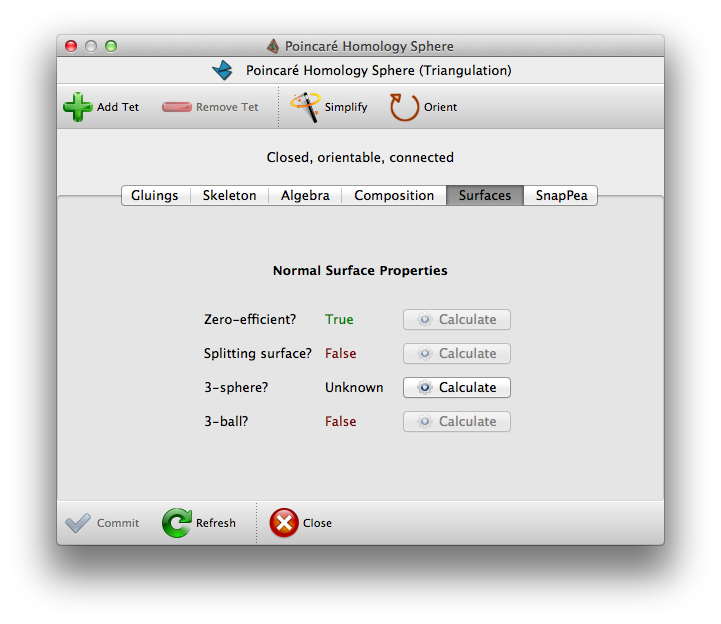 Poincaré Homology Sphere
Poincaré Homology Sphere (Triangulation)
Add Tet Remove Tet Simplify Orient
Closed, orientable, connected
Gluings Skeleton Algebra Composition Surfaces SnapPea
Normal Surface Properties
Zero-efficient? True Calculate
Splitting surface? False Calculate
3-sphere? Unknown Calculate
3-ball? False Calculate
Commit Refresh Close